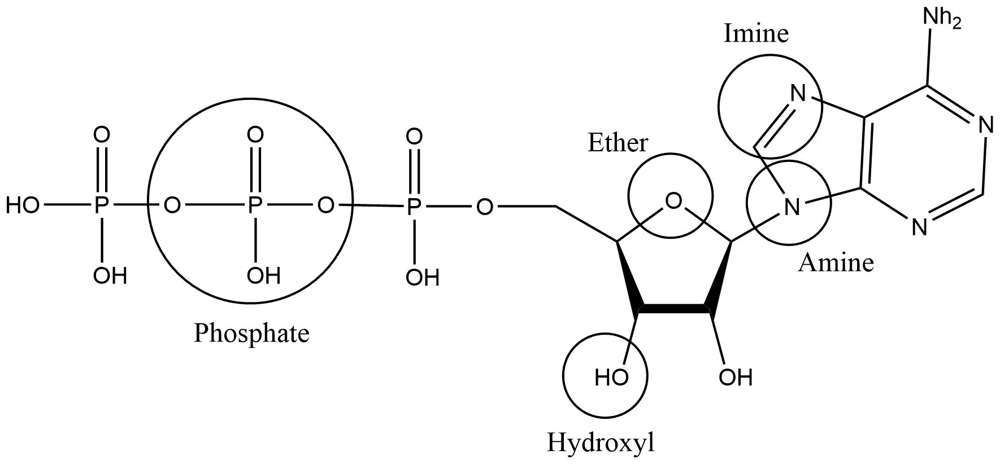 Nh2
Imine
N
N
Ether
O O O
O
HO P O P O P O
N
N
Amine
OH OH OH
Phosphate
HO OH
Hydroxyl